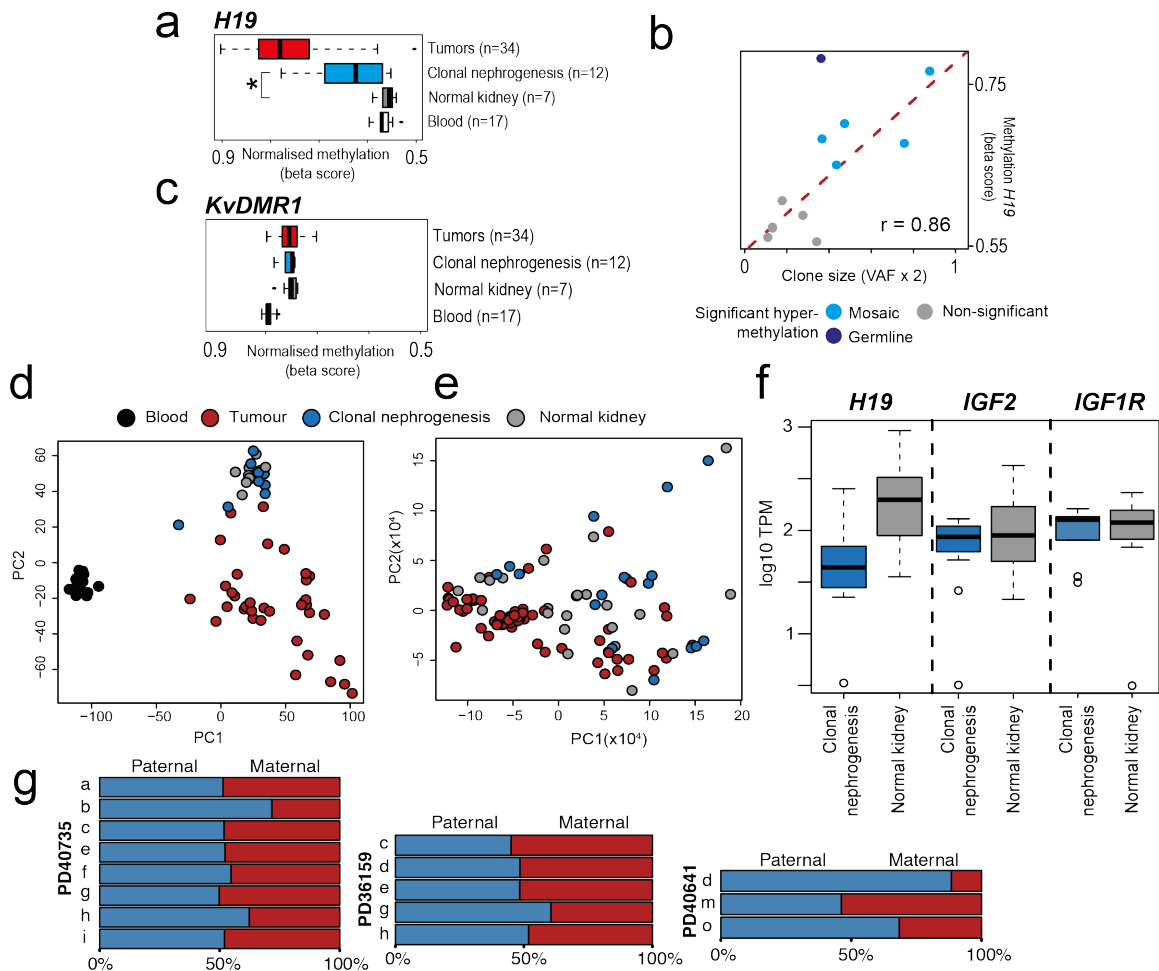 a
H19
Tumors (n=34)
Clonal nephrogenesis (n=12)
*
Normal kidney (n=7)
Blood (n=17)
0.9
Normalised methylation
(beta score)
0.5
b
0.75
0.55
Methylation H19
(beta score)
r = 0.86
0
1
Clone size (VAF x 2)
Significant hyper-
methylation
Mosaic
Non-significant
Germline
c
KvDMR1
Tumors (n=34)
Clonal nephrogenesis (n=12)
Normal kidney (n=7)
Blood (n=17)
0.9
Normalised methylation
(beta score)
0.5
d
e
Blood
Tumour
Clonal nephrogenesis
Normal kidney
60
40
20
0
−20
−40
−60
PC2
−100
−50
0
50
100
PC1
15
10
5
0
−5
PC2(x10⁴)
−10
−5
0
5
10
15
20
PC1(x10⁴)
f
H19
IGF2
IGF1R
3
2
1
log10 TPM
Clonal
nephrogenesis
Normal kidney
Clonal
nephrogenesis
Normal kidney
Clonal
nephrogenesis
Normal kidney
g
Paternal
Maternal
PD40735
a
b
c
e
f
g
h
i
0%
50%
100%
Paternal
Maternal
PD36159
c
d
e
g
h
0%
50%
100%
Paternal
Maternal
PD40641
d
m
o
0%
50%
100%